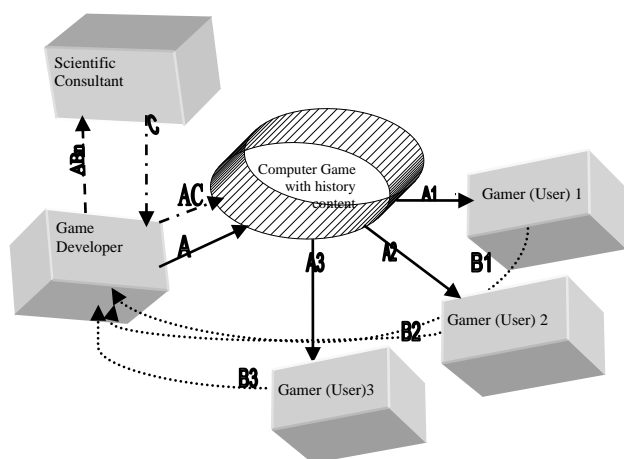 Scientific
Consultant
C
ABn
Computer Game
with history
content
AC
A1
Gamer (User) 1
Game
Developer
A
A3
A2
B1
Gamer (User) 2
B2
B3
Gamer (User)3